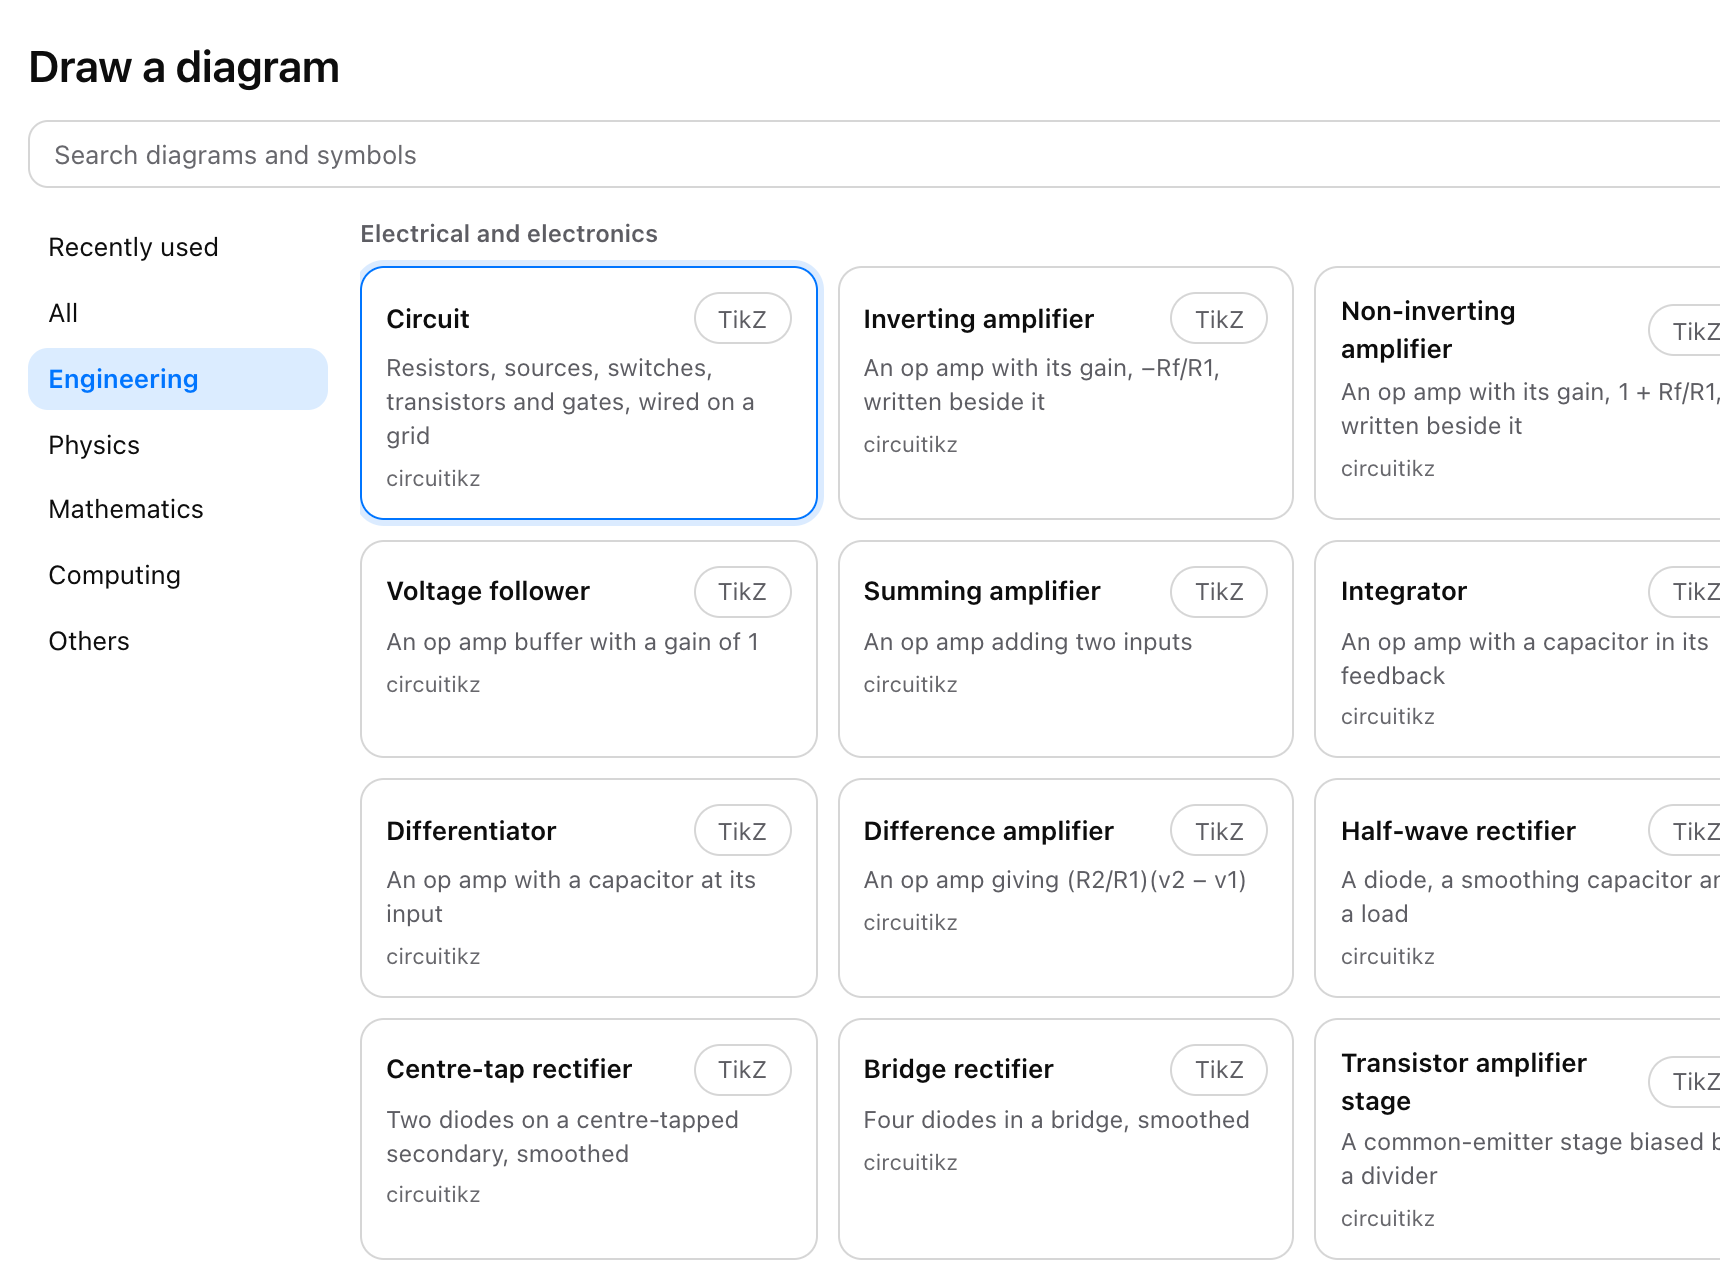 Draw a diagram
Search diagrams and symbols
Recently used
All
Engineering
Physics
Mathematics
Computing
Others
Electrical and electronics
Circuit
TikZ
Resistors, sources, switches,
transistors and gates, wired on a
grid
circuitikz
Inverting amplifier
TikZ
An op amp with its gain, −Rf/R1,
written beside it
circuitikz
Non-inverting
amplifier
TikZ
An op amp with its gain, 1 + Rf/R1,
written beside it
circuitikz
Voltage follower
TikZ
An op amp buffer with a gain of 1
circuitikz
Summing amplifier
TikZ
An op amp adding two inputs
circuitikz
Integrator
TikZ
An op amp with a capacitor in its
feedback
circuitikz
Differentiator
TikZ
An op amp with a capacitor at its
input
circuitikz
Difference amplifier
TikZ
An op amp giving (R2/R1)(v2 − v1)
circuitikz
Half-wave rectifier
TikZ
A diode, a smoothing capacitor
a load
circuitikz
Centre-tap rectifier
TikZ
Two diodes on a centre-tapped
secondary, smoothed
circuitikz
Bridge rectifier
TikZ
Four diodes in a bridge, smoothed
circuitikz
Transistor amplifier
stage
TikZ
A common-emitter stage biased
a divider
circuitikz